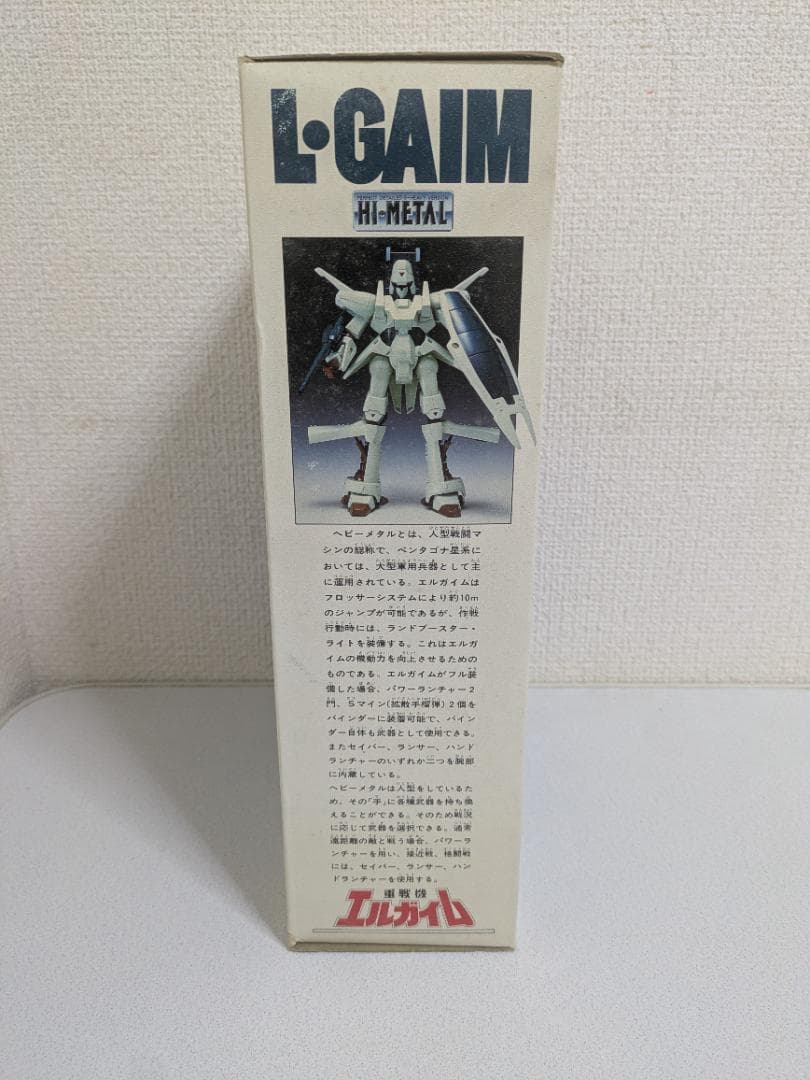 L·GAIM
HI-METAL
ヘビーメタルとは、人型戦闘マ
シンの総称で、ペンタゴナ星系に
おいては、大型軍用兵器として主
に運用されている。エルガイムは
フロッサーシステムにより約10m
のジャンプが可能であるが、作戦
行動時には、ランドブースター・
ライトを装備する。これはエルガ
イムの機動力を向上させるための
ものである。エルガイムがフル装
備した場合、パワーランチャー2
門、Sマイン(拡散手榴弾)2個を
バインダーに装着可能で、バイン
ダー自体も武器として使用できる。
またセイバー、ランサー、ハンド
ランチャーのいずれか二つを腕部
に内蔵している。
ヘビーメタルは人型をしているた
め、その「手」に各種武器を持ち換
えることができる。そのため戦況
に応じて武器を選択できる。通常
遠距離の敵と戦う場合、パワーラ
ンチャーを用い、接近戦、格闘戦
には、セイバー、ランサー、ハン
ドランチャーを使用する。
重戦機
エルガイム